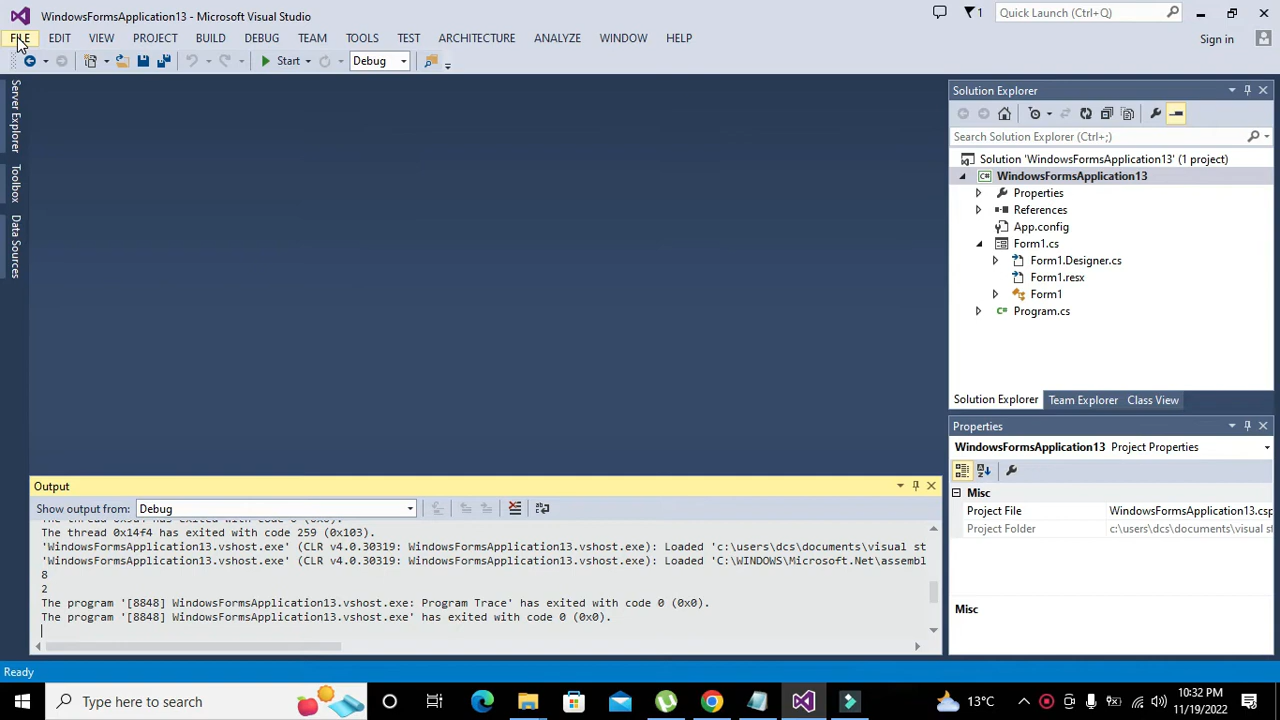 WindowsFormsApplication13 - Microsoft Visual Studio
1
Quick Launch (Ctrl+Q)
FILE EDIT VIEW PROJECT BUILD DEBUG TEAM TOOLS TEST ARCHITECTURE ANALYZE WINDOW HELP
Sign in
Start Debug
Server Explorer
Toolbox
Data Sources
Solution Explorer
Search Solution Explorer (Ctrl+;)
Solution 'WindowsFormsApplication13' (1 project)
WindowsFormsApplication13
Properties
References
App.config
Form1.cs
Form1.Designer.cs
Form1.resx
Form1
Program.cs
Solution Explorer Team Explorer Class View
Properties
WindowsFormsApplication13 Project Properties
Misc
Project File WindowsFormsApplication13.csp
Project Folder c:\users\dcs\documents\visual st
Misc
Output
Show output from: Debug
has exited with code 0 (0x0).
The thread 0x14f4 has exited with code 259 (0x103).
'WindowsFormsApplication13.vshost.exe' (CLR v4.0.30319: WindowsFormsApplication13.vshost.exe): Loaded 'c:\users\dcs\documents\visual st
'WindowsFormsApplication13.vshost.exe' (CLR v4.0.30319: WindowsFormsApplication13.vshost.exe): Loaded 'C:\WINDOWS\Microsoft.Net\assembl
8
2
The program '[8848] WindowsFormsApplication13.vshost.exe: Program Trace' has exited with code 0 (0x0).
The program '[8848] WindowsFormsApplication13.vshost.exe' has exited with code 0 (0x0).
Ready
Type here to search
13°C
10:32 PM
11/19/2022